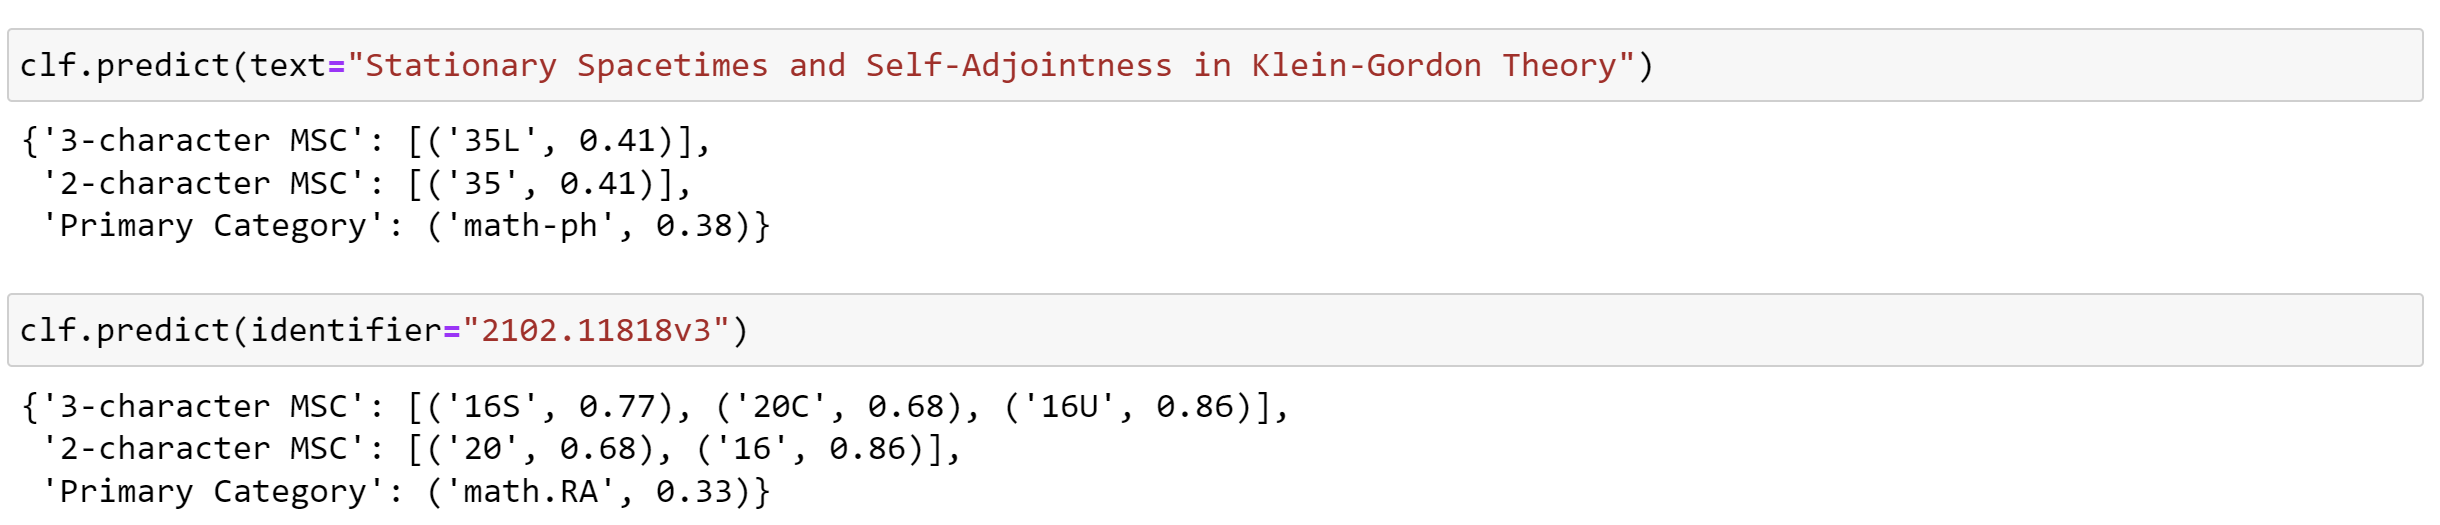 clf.predict(text="Stationary Spacetimes and Self-Adjointness in Klein-Gordon Theory")
{'3-character MSC': [('35L', 0.41)],
 '2-character MSC': [('35', 0.41)],
 'Primary Category': ('math-ph', 0.38)}
clf.predict(identifier="2102.11818v3")
{'3-character MSC': [('16S', 0.77), ('20C', 0.68), ('16U', 0.86)],
 '2-character MSC': [('20', 0.68), ('16', 0.86)],
 'Primary Category': ('math.RA', 0.33)}